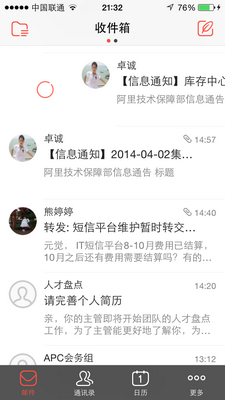 中国联通 21:32 76%
收件箱
卓诚
【信息通知】库存中心
阿里技术保障部信息通告
卓诚 14:57
【信息通知】2014-04-02集...
阿里技术保障部信息通告 标题
熊婷婷 14:40
转发: 短信平台维护暂时转交...
元觉， IT短信平台8-10月费用已结算，
10月之后还有费用需要结算吗？有的...
人才盘点 14:20
请完善个人简历
亲，你的主管即将开始团队的人才盘点
工作，为了主管能更好地了解你，为...
APC会务组 13:12
邮件 通讯录 1 日历 更多